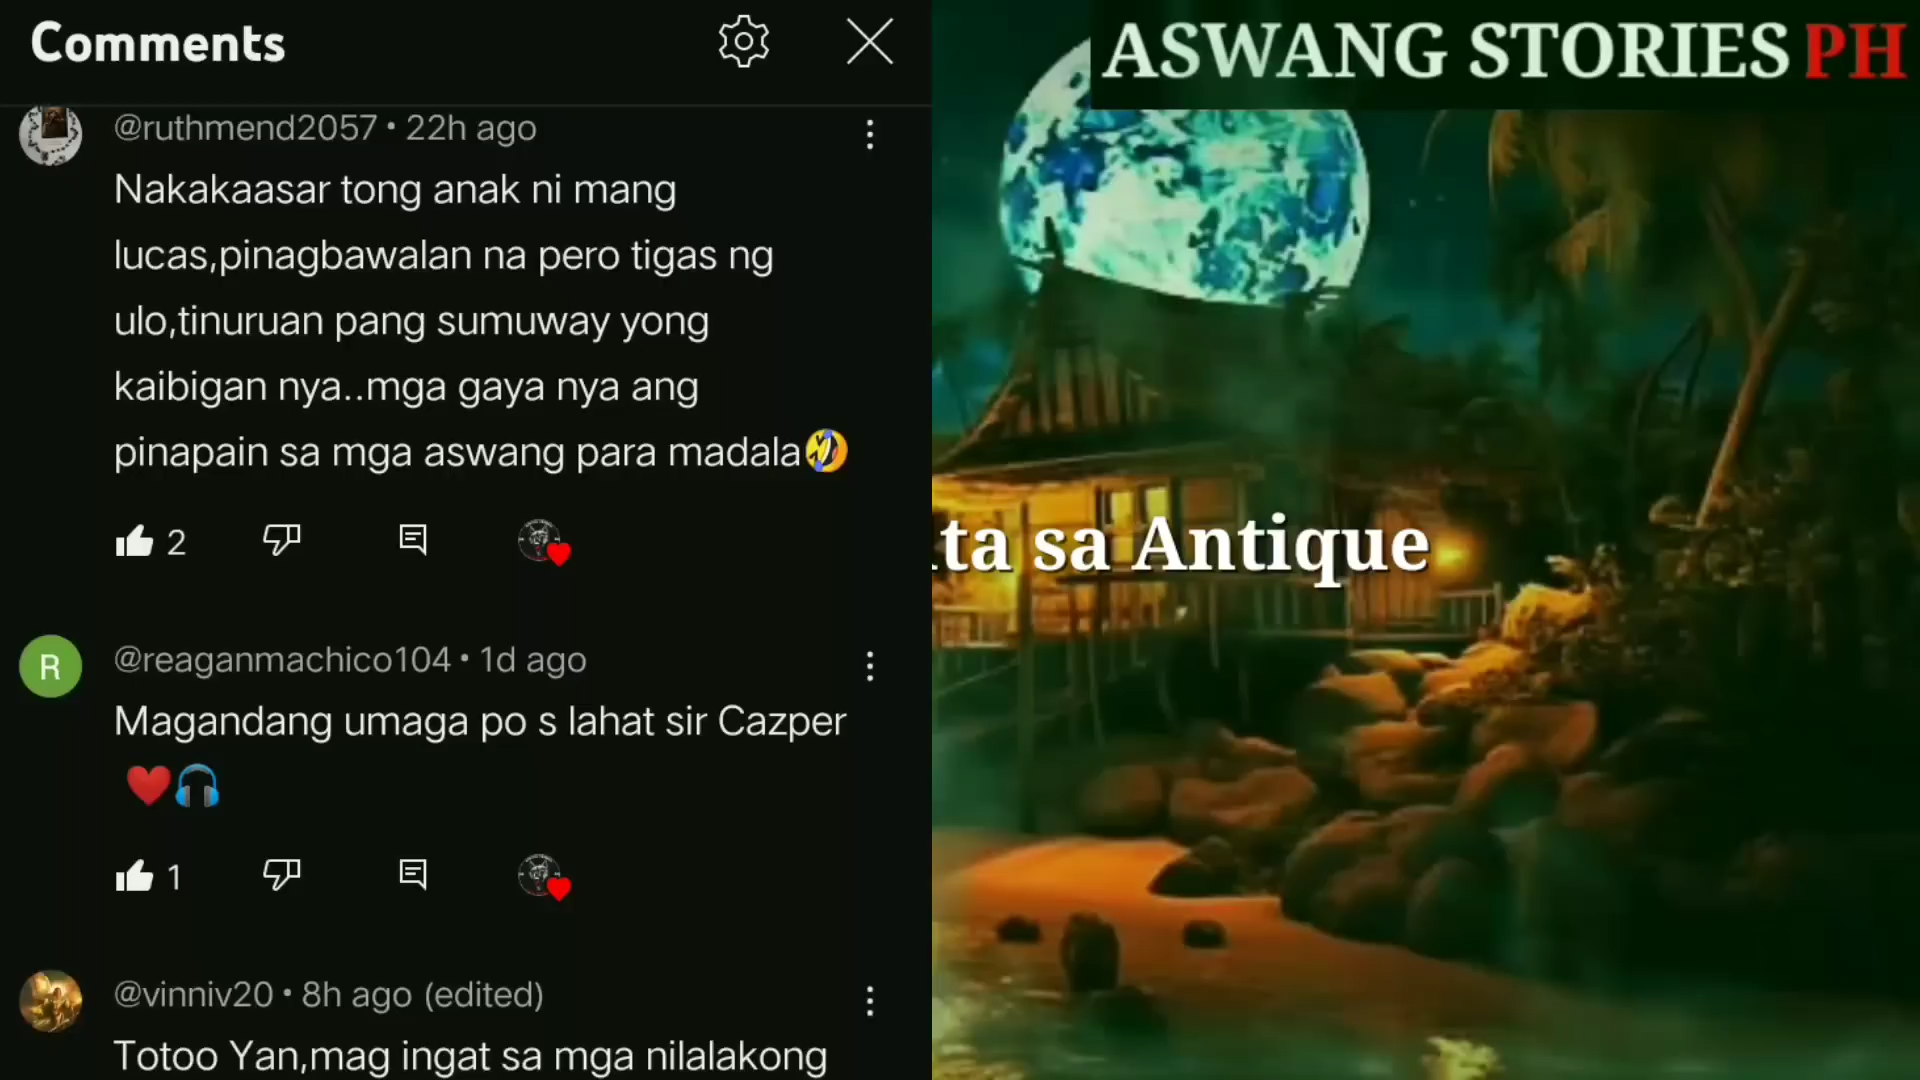 Comments
@ruthmend2057 • 22h ago
Nakakaasar tong anak ni mang
lucas,pinagbawalan na pero tigas ng
ulo,tinuruan pang sumuway yong
kaibigan nya..mga gaya nya ang
pinapain sa mga aswang para madala🤣
2
R
@reaganmachico104 • 1d ago
Magandang umaga po s lahat sir Cazper
❤️🎧
1
@vinniv20 • 8h ago (edited)
Totoo Yan,mag ingat sa mga nilalakong
ASWANG STORIES PH
ta sa Antique